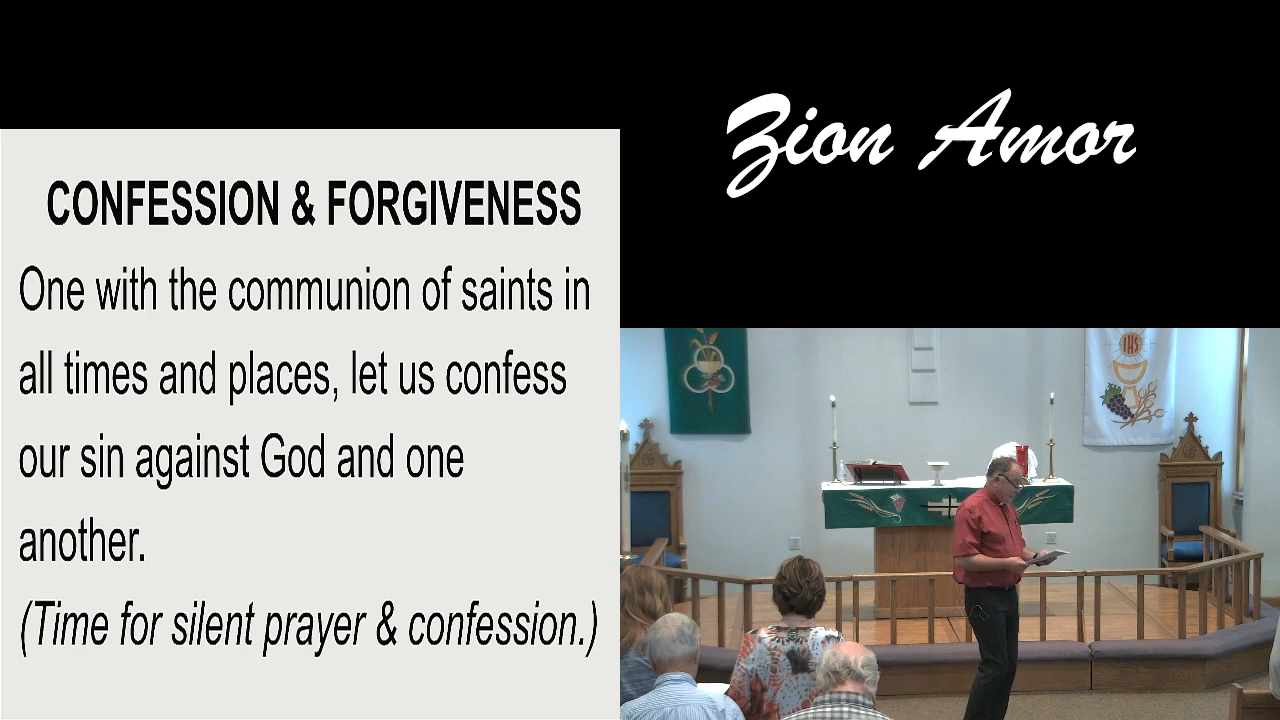 Zion Amor
CONFESSION & FORGIVENESS
One with the communion of saints in
all times and places, let us confess
our sin against God and one
another.
(Time for silent prayer & confession.)
IHS